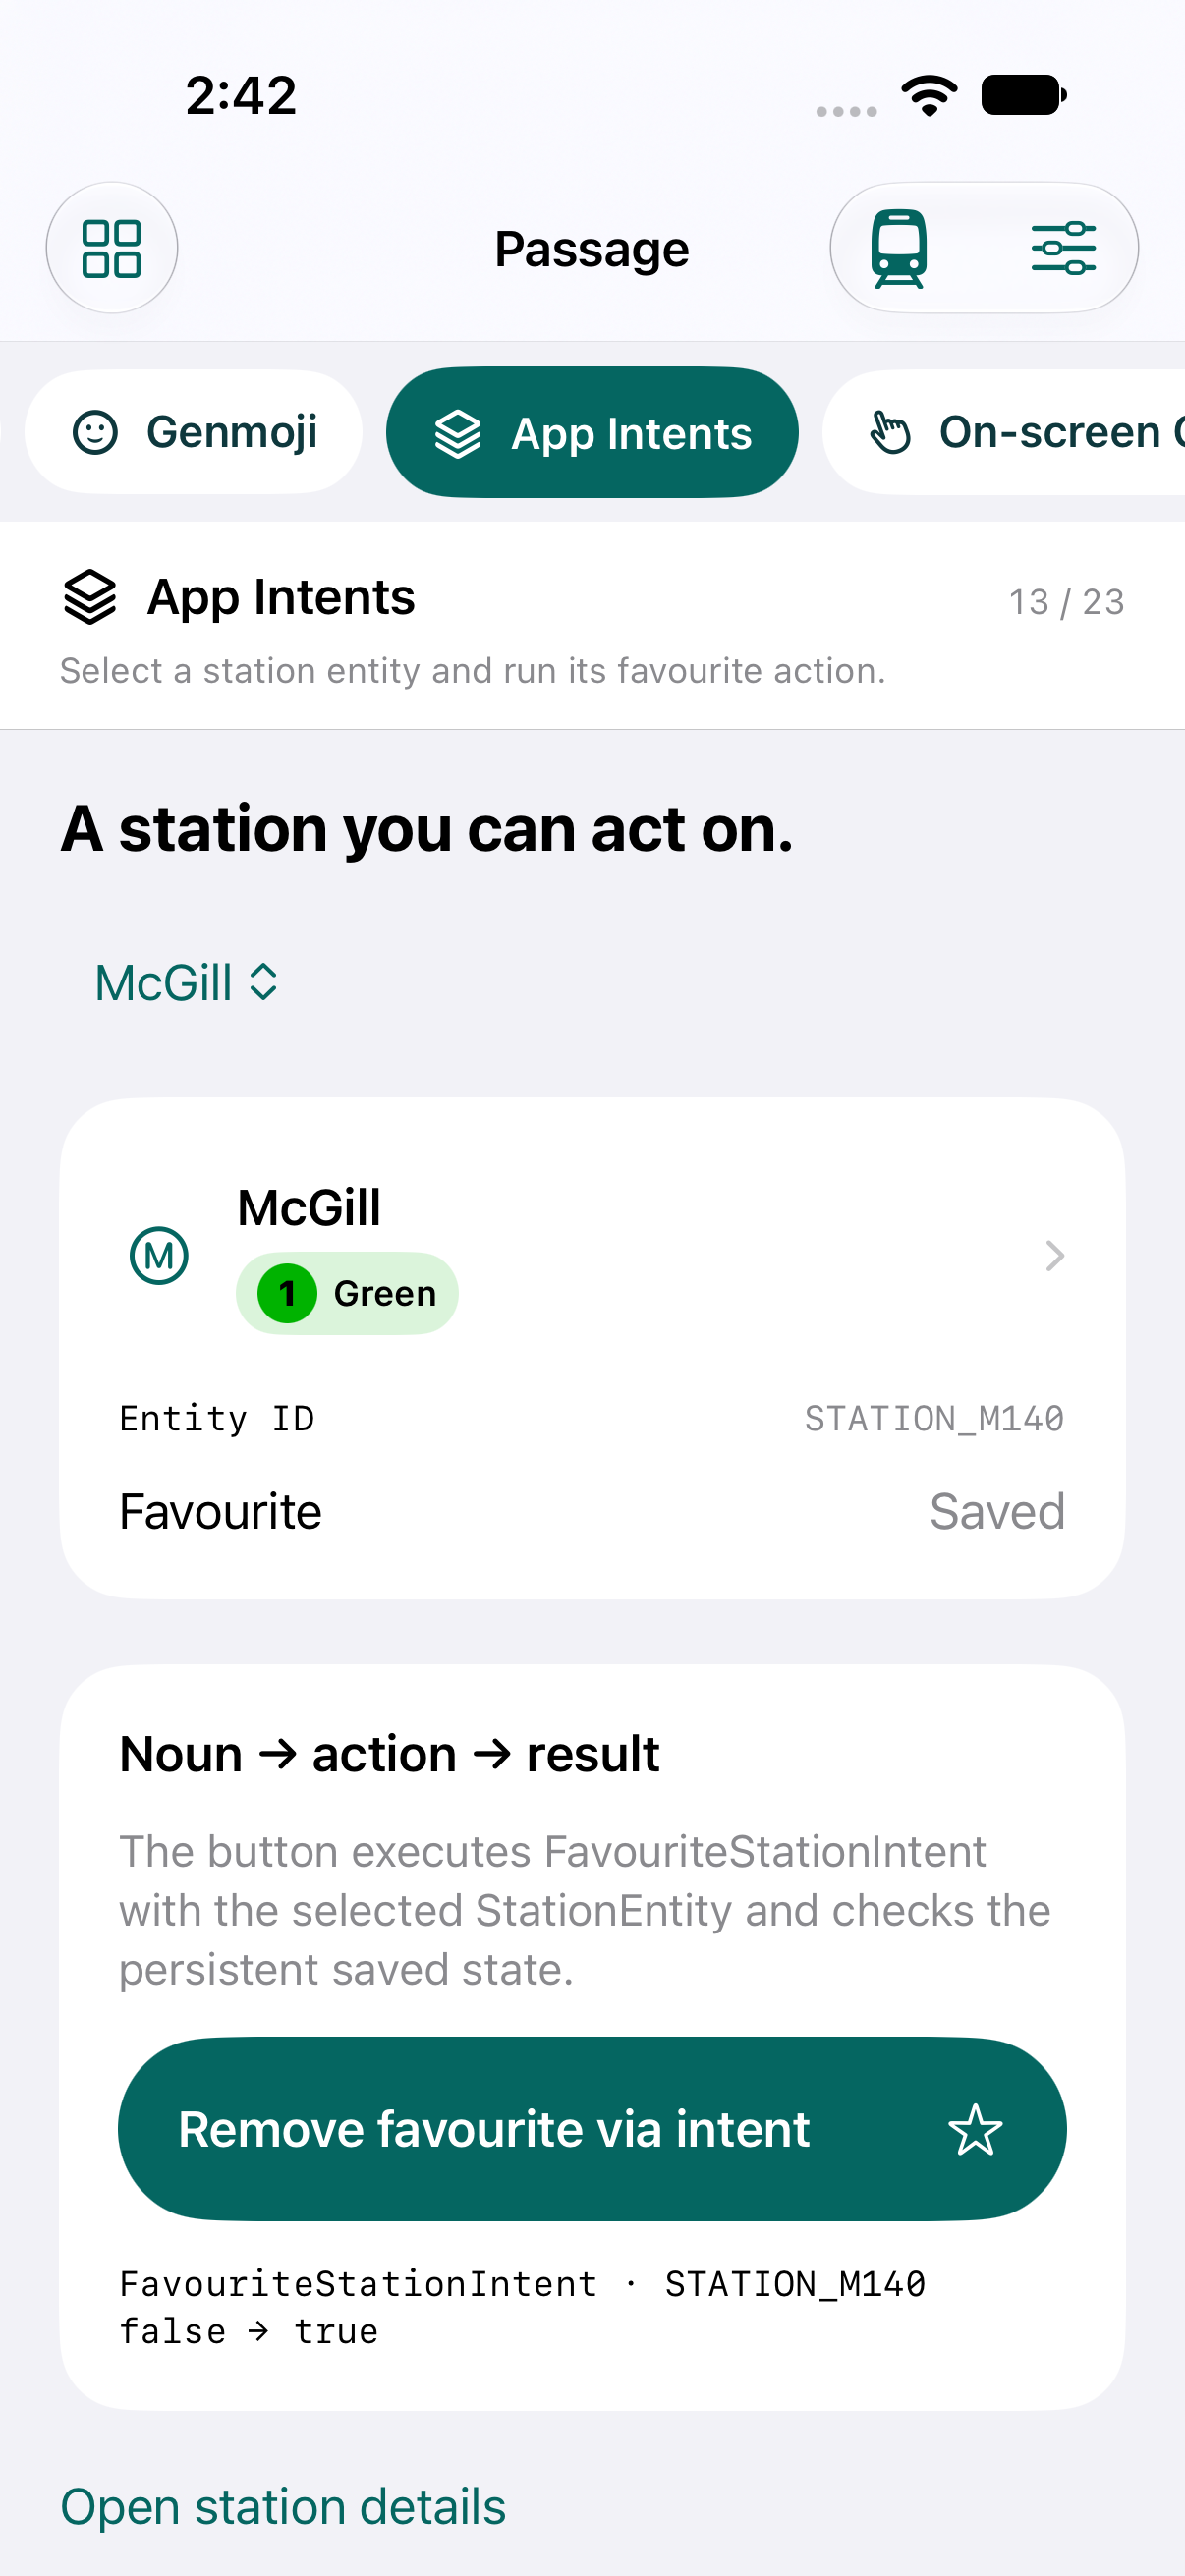 2:42
Passage
Genmoji
App Intents
On-screen
App Intents
13 / 23
Select a station entity and run its favourite action.
A station you can act on.
McGill
M
McGill
1 Green
Entity ID
STATION_M140
Favourite
Saved
Noun → action → result
The button executes FavouriteStationIntent
with the selected StationEntity and checks the
persistent saved state.
Remove favourite via intent
FavouriteStationIntent · STATION_M140
false → true
Open station details